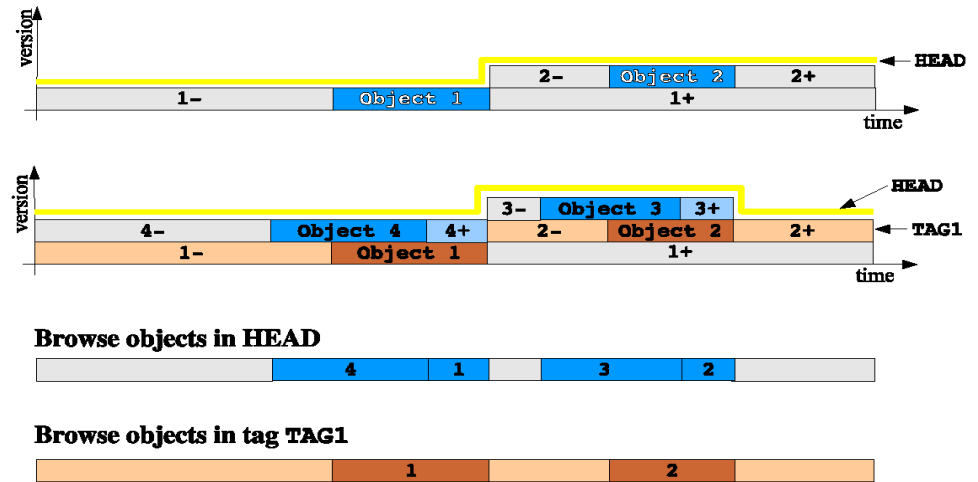 version
HEAD
2- Object 2 2+
1- Object 1 1+
time
version
HEAD
3- Object 3 3+
4- Object 4 4+ 2- Object 2 2+ TAG1
1- Object 1 1+
time
Browse objects in HEAD
4 1 3 2
Browse objects in tag TAG1
1 2